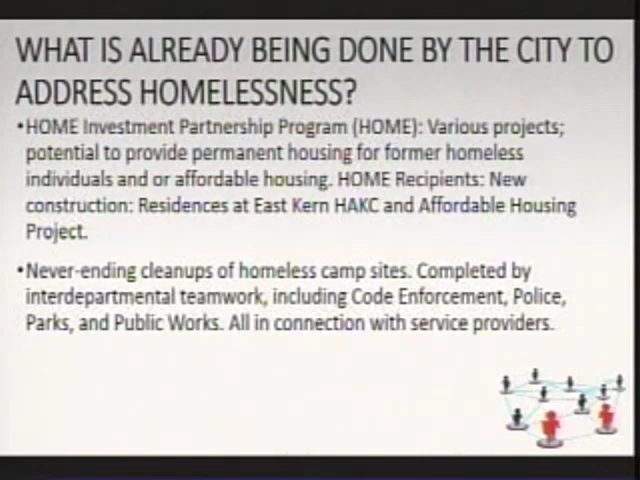 WHAT IS ALREADY BEING DONE BY THE CITY TO
ADDRESS HOMELESSNESS?
•HOME Investment Partnership Program (HOME): Various projects;
potential to provide permanent housing for former homeless
individuals and or affordable housing. HOME Recipients: New
construction: Residences at East Kern HAKC and Affordable Housing
Project.
•Never-ending cleanups of homeless camp sites. Completed by
interdepartmental teamwork, including Code Enforcement, Police,
Parks, and Public Works. All in connection with service providers.